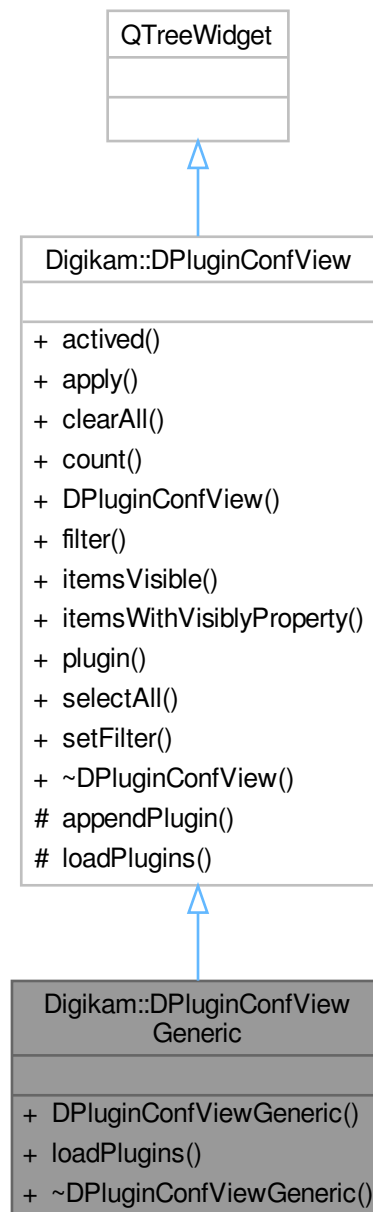 QTreeWidget
Digikam::DPluginConfView
+ actived()
+ apply()
+ clearAll()
+ count()
+ DPluginConfView()
+ filter()
+ itemsVisible()
+ itemsWithVisiblyProperty()
+ plugin()
+ selectAll()
+ setFilter()
+ ~DPluginConfView()
# appendPlugin()
# loadPlugins()
Digikam::DPluginConfView
Generic
+ DPluginConfViewGeneric()
+ loadPlugins()
+ ~DPluginConfViewGeneric()